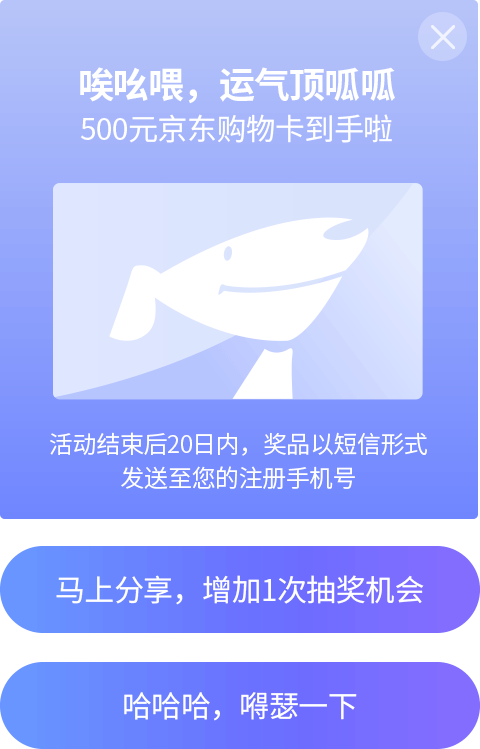 唉吆喂，运气顶呱呱
500元京东购物卡到手啦
活动结束后20日内，奖品以短信形式
发送至您的注册手机号
马上分享，增加1次抽奖机会
哈哈哈，嘚瑟一下